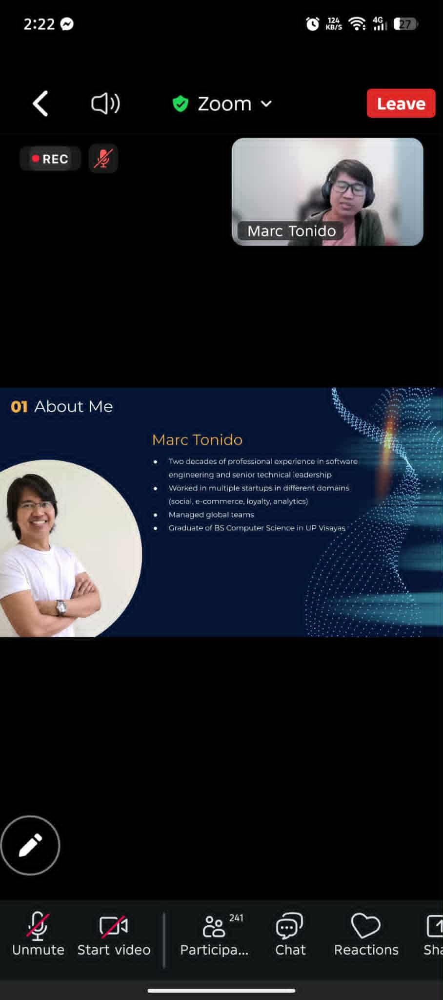 2:22
124
KB/S
4G
27
Zoom
Leave
REC
Marc Tonido
01 About Me
Marc Tonido
• Two decades of professional experience in software
engineering and senior technical leadership
• Worked in multiple startups in different domains
(social, e-commerce, loyalty, analytics)
• Managed global teams
• Graduate of BS Computer Science in UP Visayas
241
Unmute
Start video
Participa...
Chat
Reactions
Sha